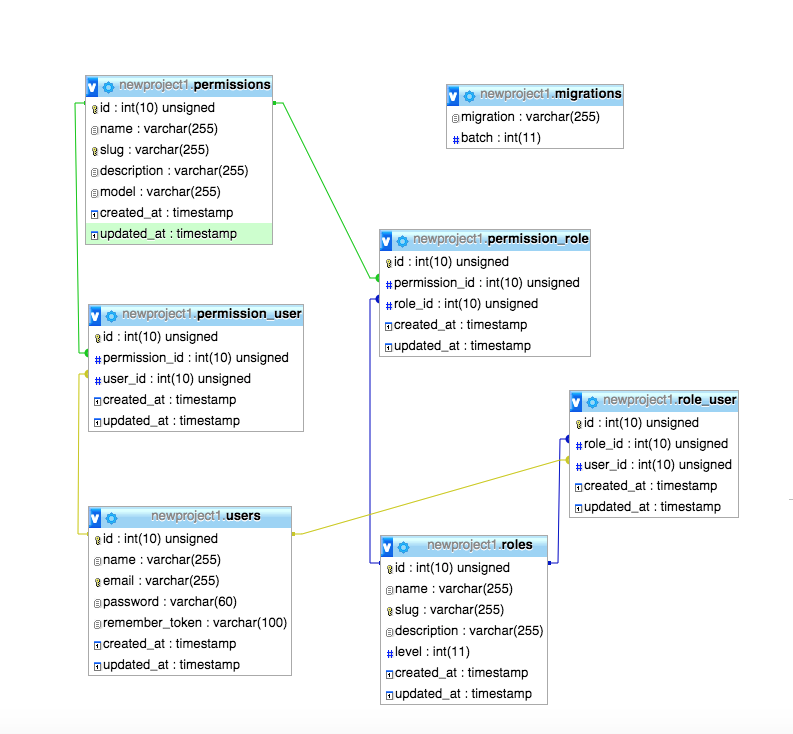 newproject1.permissions
id : int(10) unsigned
name : varchar(255)
slug : varchar(255)
description : varchar(255)
model : varchar(255)
created_at : timestamp
updated_at : timestamp
newproject1.migrations
migration : varchar(255)
batch : int(11)
newproject1.permission_role
id : int(10) unsigned
permission_id : int(10) unsigned
role_id : int(10) unsigned
created_at : timestamp
updated_at : timestamp
newproject1.permission_user
id : int(10) unsigned
permission_id : int(10) unsigned
user_id : int(10) unsigned
created_at : timestamp
updated_at : timestamp
newproject1.role_user
id : int(10) unsigned
role_id : int(10) unsigned
user_id : int(10) unsigned
created_at : timestamp
updated_at : timestamp
newproject1.users
id : int(10) unsigned
name : varchar(255)
email : varchar(255)
password : varchar(60)
remember_token : varchar(100)
created_at : timestamp
updated_at : timestamp
newproject1.roles
id : int(10) unsigned
name : varchar(255)
slug : varchar(255)
description : varchar(255)
level : int(11)
created_at : timestamp
updated_at : timestamp